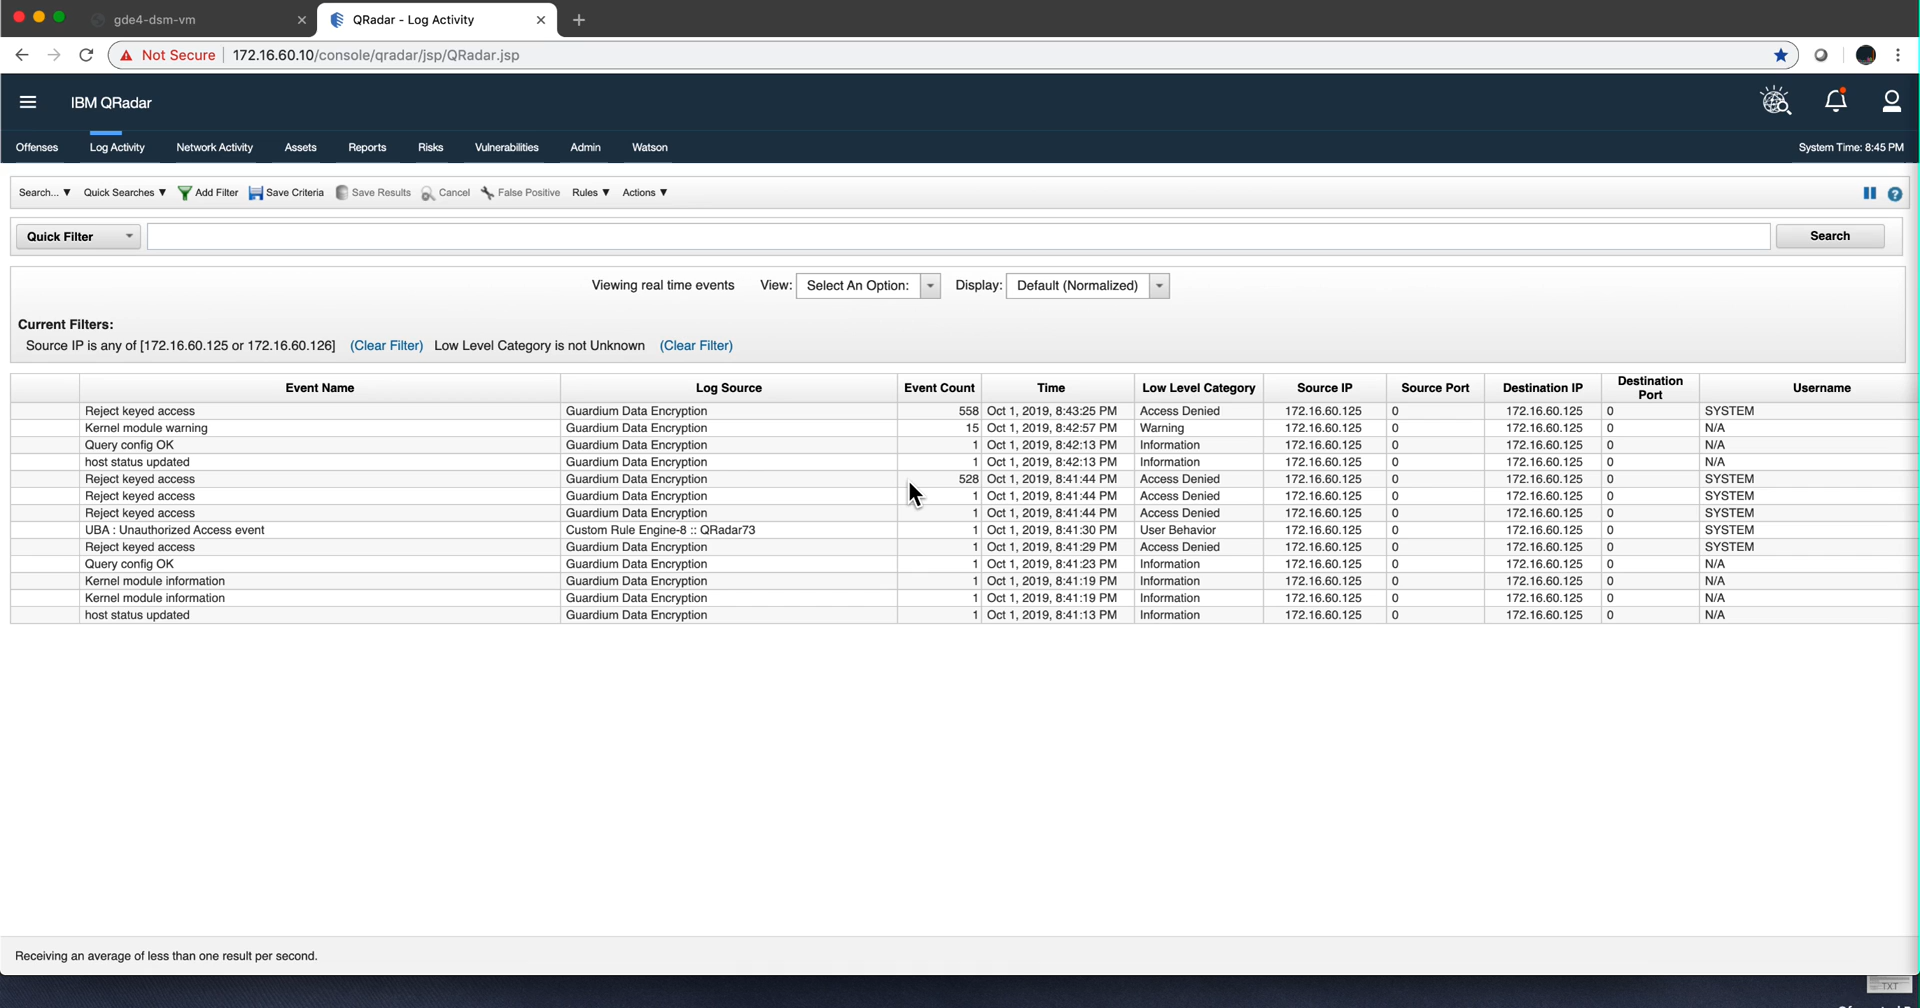 gde4-dsm-vm
QRadar - Log Activity
Not Secure 172.16.60.10/console/qradar/jsp/QRadar.jsp
IBM QRadar
Offenses Log Activity Network Activity Assets Reports Risks Vulnerabilities Admin Watson System Time: 8:45 PM
Search... ▼ Quick Searches ▼ Add Filter Save Criteria Save Results Cancel False Positive Rules ▼ Actions ▼
Quick Filter Search
Viewing real time events View: Select An Option: Display: Default (Normalized)
Current Filters:
Source IP is any of [172.16.60.125 or 172.16.60.126] (Clear Filter) Low Level Category is not Unknown (Clear Filter)
Event Name Log Source Event Count Time Low Level Category Source IP Source Port Destination IP Destination Port Username
Reject keyed access Guardium Data Encryption 558 Oct 1, 2019, 8:43:25 PM Access Denied 172.16.60.125 0 172.16.60.125 0 SYSTEM
Kernel module warning Guardium Data Encryption 15 Oct 1, 2019, 8:42:57 PM Warning 172.16.60.125 0 172.16.60.125 0 N/A
Query config OK Guardium Data Encryption 1 Oct 1, 2019, 8:42:13 PM Information 172.16.60.125 0 172.16.60.125 0 N/A
host status updated Guardium Data Encryption 1 Oct 1, 2019, 8:42:13 PM Information 172.16.60.125 0 172.16.60.125 0 N/A
Reject keyed access Guardium Data Encryption 528 Oct 1, 2019, 8:41:44 PM Access Denied 172.16.60.125 0 172.16.60.125 0 SYSTEM
Reject keyed access Guardium Data Encryption 1 Oct 1, 2019, 8:41:44 PM Access Denied 172.16.60.125 0 172.16.60.125 0 SYSTEM
Reject keyed access Guardium Data Encryption 1 Oct 1, 2019, 8:41:44 PM Access Denied 172.16.60.125 0 172.16.60.125 0 SYSTEM
UBA : Unauthorized Access event Custom Rule Engine-8 :: QRadar73 1 Oct 1, 2019, 8:41:30 PM User Behavior 172.16.60.125 0 172.16.60.125 0 SYSTEM
Reject keyed access Guardium Data Encryption 1 Oct 1, 2019, 8:41:29 PM Access Denied 172.16.60.125 0 172.16.60.125 0 SYSTEM
Query config OK Guardium Data Encryption 1 Oct 1, 2019, 8:41:23 PM Information 172.16.60.125 0 172.16.60.125 0 N/A
Kernel module information Guardium Data Encryption 1 Oct 1, 2019, 8:41:19 PM Information 172.16.60.125 0 172.16.60.125 0 N/A
Kernel module information Guardium Data Encryption 1 Oct 1, 2019, 8:41:19 PM Information 172.16.60.125 0 172.16.60.125 0 N/A
host status updated Guardium Data Encryption 1 Oct 1, 2019, 8:41:13 PM Information 172.16.60.125 0 172.16.60.125 0 N/A
Receiving an average of less than one result per second.
TXT